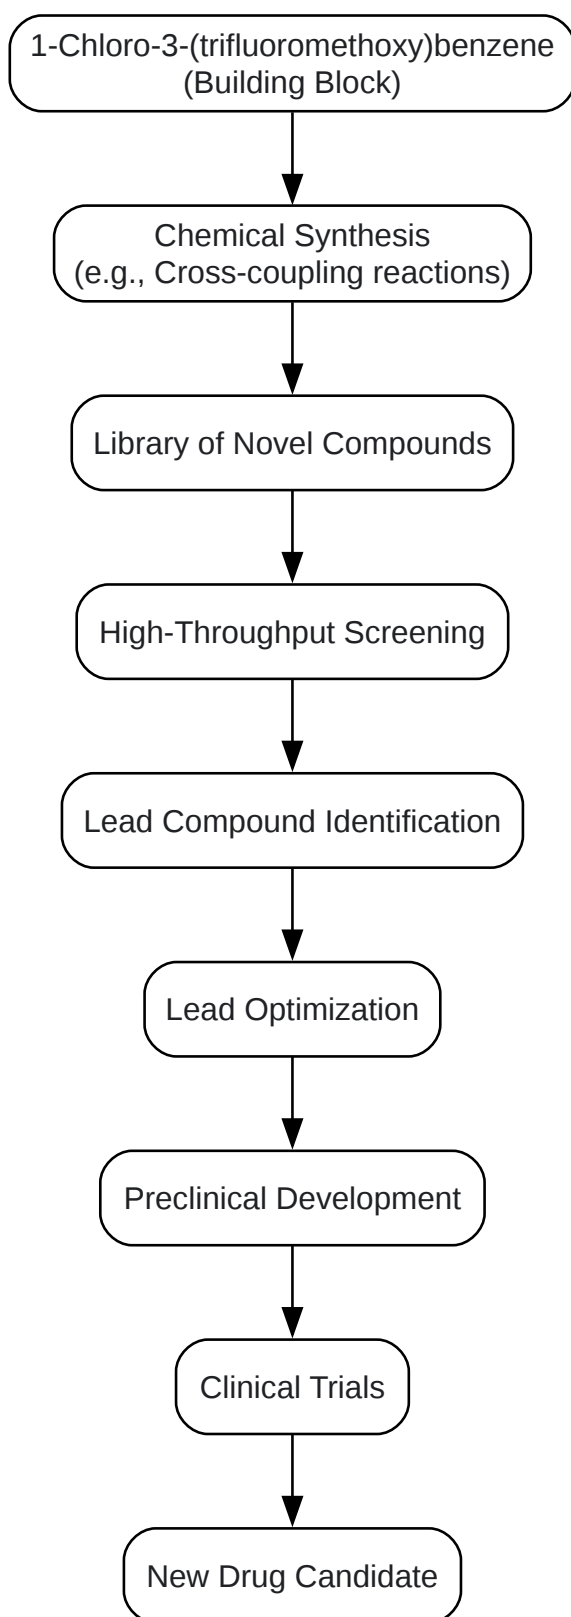 1-Chloro-3-(trifluoromethoxy)benzene
(Building Block)
Chemical Synthesis
(e.g., Cross-coupling reactions)
Library of Novel Compounds
High-Throughput Screening
Lead Compound Identification
Lead Optimization
Preclinical Development
Clinical Trials
New Drug Candidate